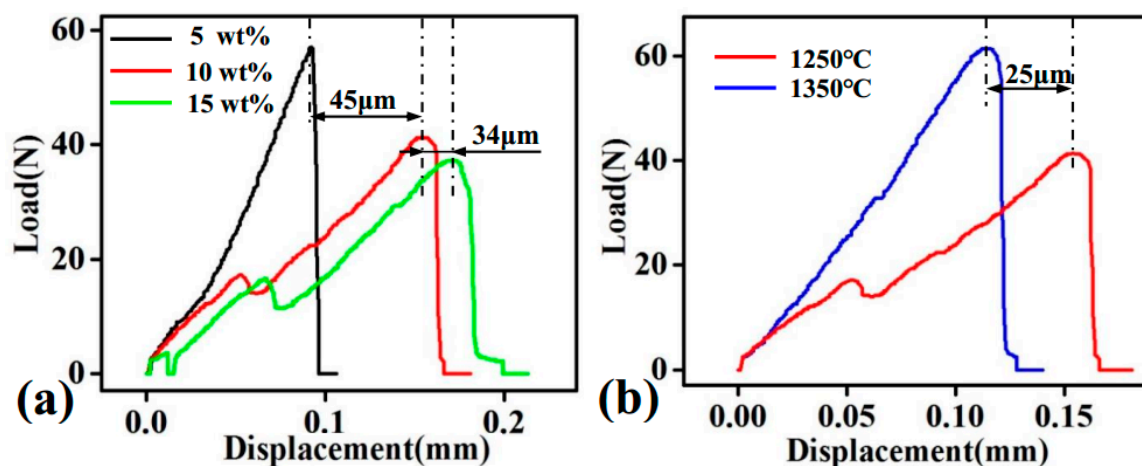 60
40
20
0
Load(N)
5 wt%
10 wt%
15 wt%
45μm
34μm
0.0
0.1
0.2
Displacement(mm)
(a)
60
40
20
0
Load(N)
1250℃
1350℃
25μm
0.00
0.05
0.10
0.15
Displacement(mm)
(b)